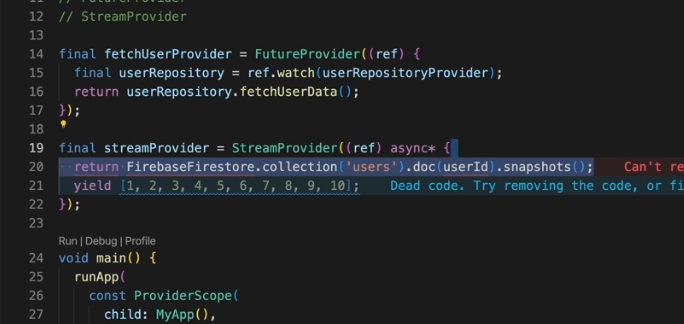 11 // FutureProvider
12 // StreamProvider
13
14 final fetchUserProvider = FutureProvider((ref) {
15 final userRepository = ref.watch(userRepositoryProvider);
16 return userRepository.fetchUserData();
17 });
18
19 final streamProvider = StreamProvider((ref) async* {
20 return FirebaseFirestore.collection('users').doc(userId).snapshots(); Can't re
21 yield [1, 2, 3, 4, 5, 6, 7, 8, 9, 10]; Dead code. Try removing the code, or fi
22 });
23
Run | Debug | Profile
24 void main() {
25 runApp(
26 const ProviderScope(
27 child: MyApp(),